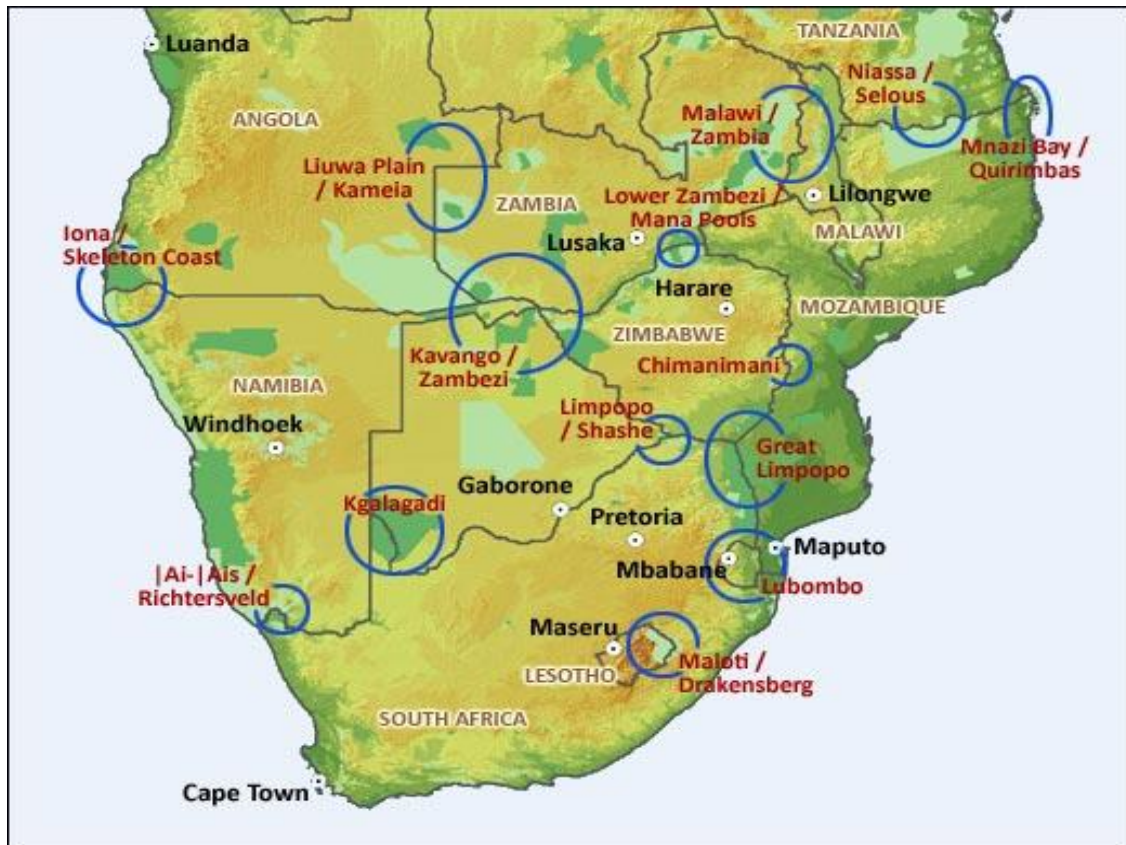 TANZANIA
Luanda
Niassa /
Selous
ANGOLA
Malawi /
Zambia
Mnazi Bay /
Quirimbas
Liuwa Plain
/ Kameia
ZAMBIA
Lower Zambezi /
Mana Pools
Lilongwe
Iona /
Skeleton Coast
Lusaka
MALAWI
Harare
MOZAMBIQUE
ZIMBABWE
Kavango /
Zambezi
Chimanimani
NAMIBIA
Windhoek
Limpopo
/ Shashe
Great
Limpopo
Kgalagadi
Gaborone
Pretoria
Maputo
Mbabane
Lubombo
|Ai-|Ais /
Richtersveld
Maseru
LESOTHO
Maloti /
Drakensberg
SOUTH AFRICA
Cape Town